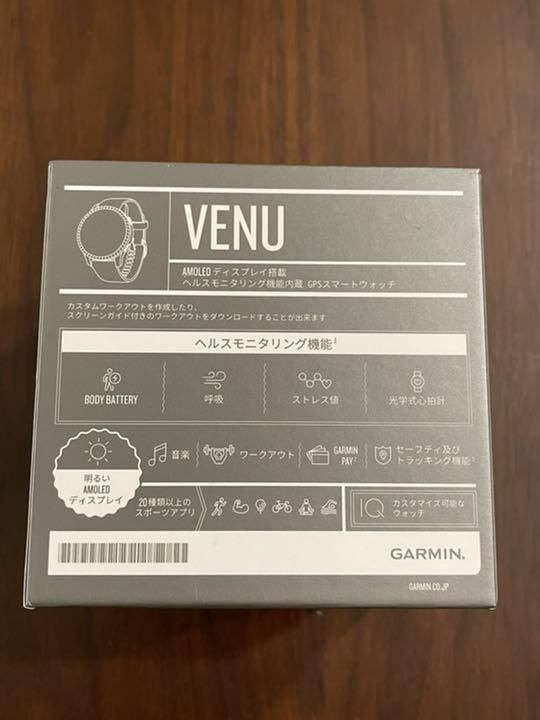 VENU
AMOLED ディスプレイ搭載
ヘルスモニタリング機能内蔵 GPSスマートウォッチ
カスタムワークアウトを作成したり、
スクリーンガイド付きのワークアウトをダウンロードすることが出来ます
ヘルスモニタリング機能¹
BODY BATTERY
呼吸
ストレス値
光学式心拍計
音楽
ワークアウト
GARMIN
PAY²
セーフティ及び
トラッキング機能³
明るい
AMOLED
ディスプレイ
20種類以上の
スポーツアプリ
IQ
カスタマイズ可能な
ウォッチ
GARMIN.
GARMIN.CO.JP